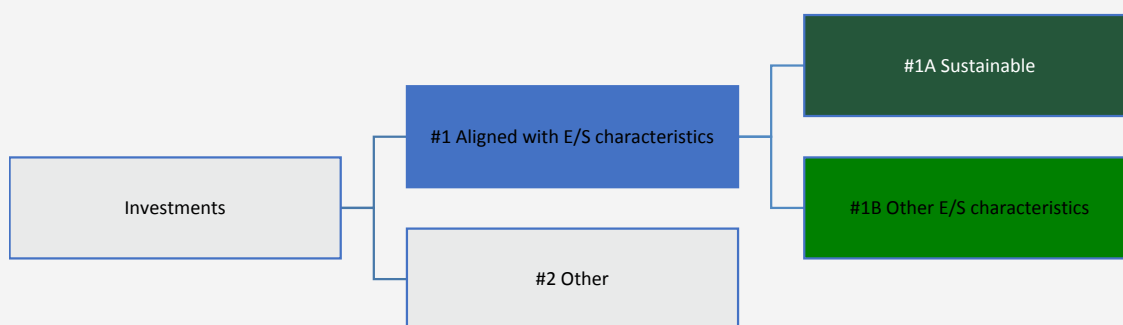 Investments
#1 Aligned with E/S characteristics
#2 Other
#1A Sustainable
#1B Other E/S characteristics